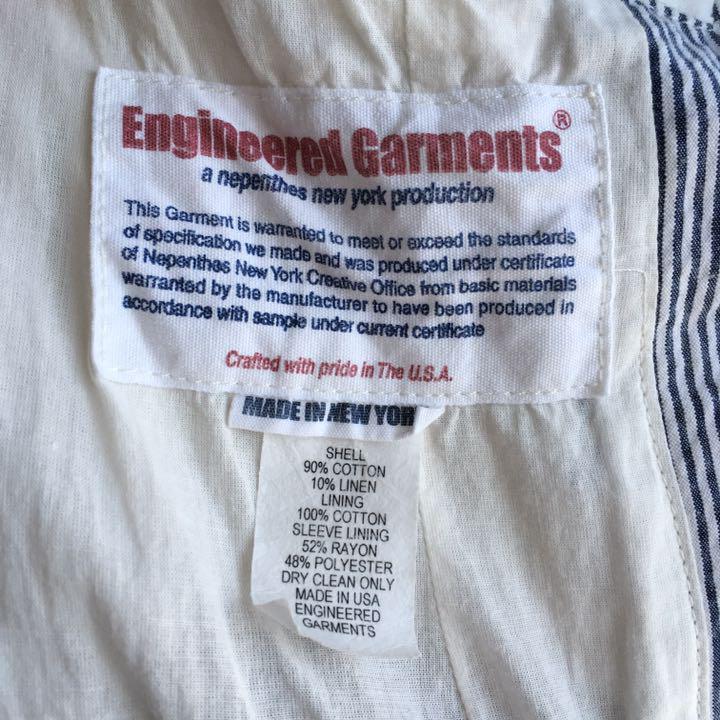 Engineered Garments®
a nepenthes new york production
This Garment is warranted to meet or exceed the standards
of specification we made and was produced under certificate
of Nepenthes New York Creative Office from basic materials
warranted by the manufacturer to have been produced in
accordance with sample under current certificate
Crafted with pride in The U.S.A.
MADE IN NEW YOR
SHELL
90% COTTON
10% LINEN
LINING
100% COTTON
SLEEVE LINING
52% RAYON
48% POLYESTER
DRY CLEAN ONLY
MADE IN USA
ENGINEERED
GARMENTS